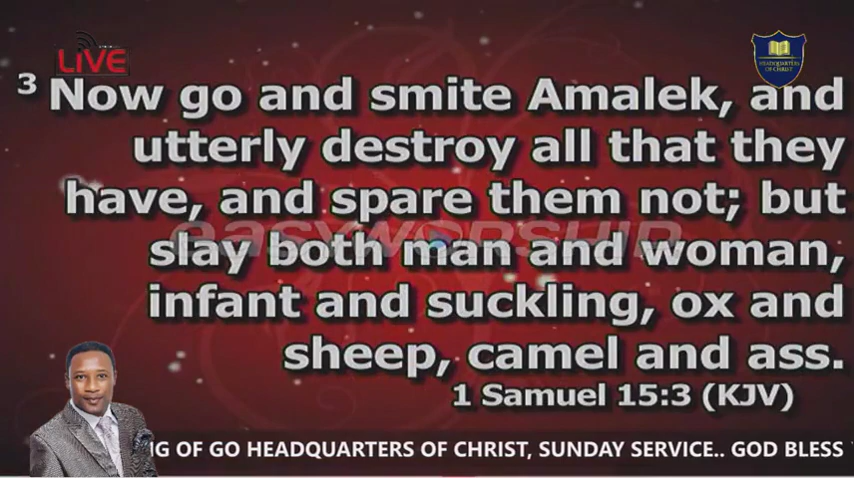 LIVE
HEADQUARTERS
OF CHRIST
3 Now go and smite Amalek, and
utterly destroy all that they
have, and spare them not; but
easyworship
slay both man and woman,
infant and suckling, ox and
sheep, camel and ass.
1 Samuel 15:3 (KJV)
NG OF GO HEADQUARTERS OF CHRIST, SUNDAY SERVICE.. GOD BLESS